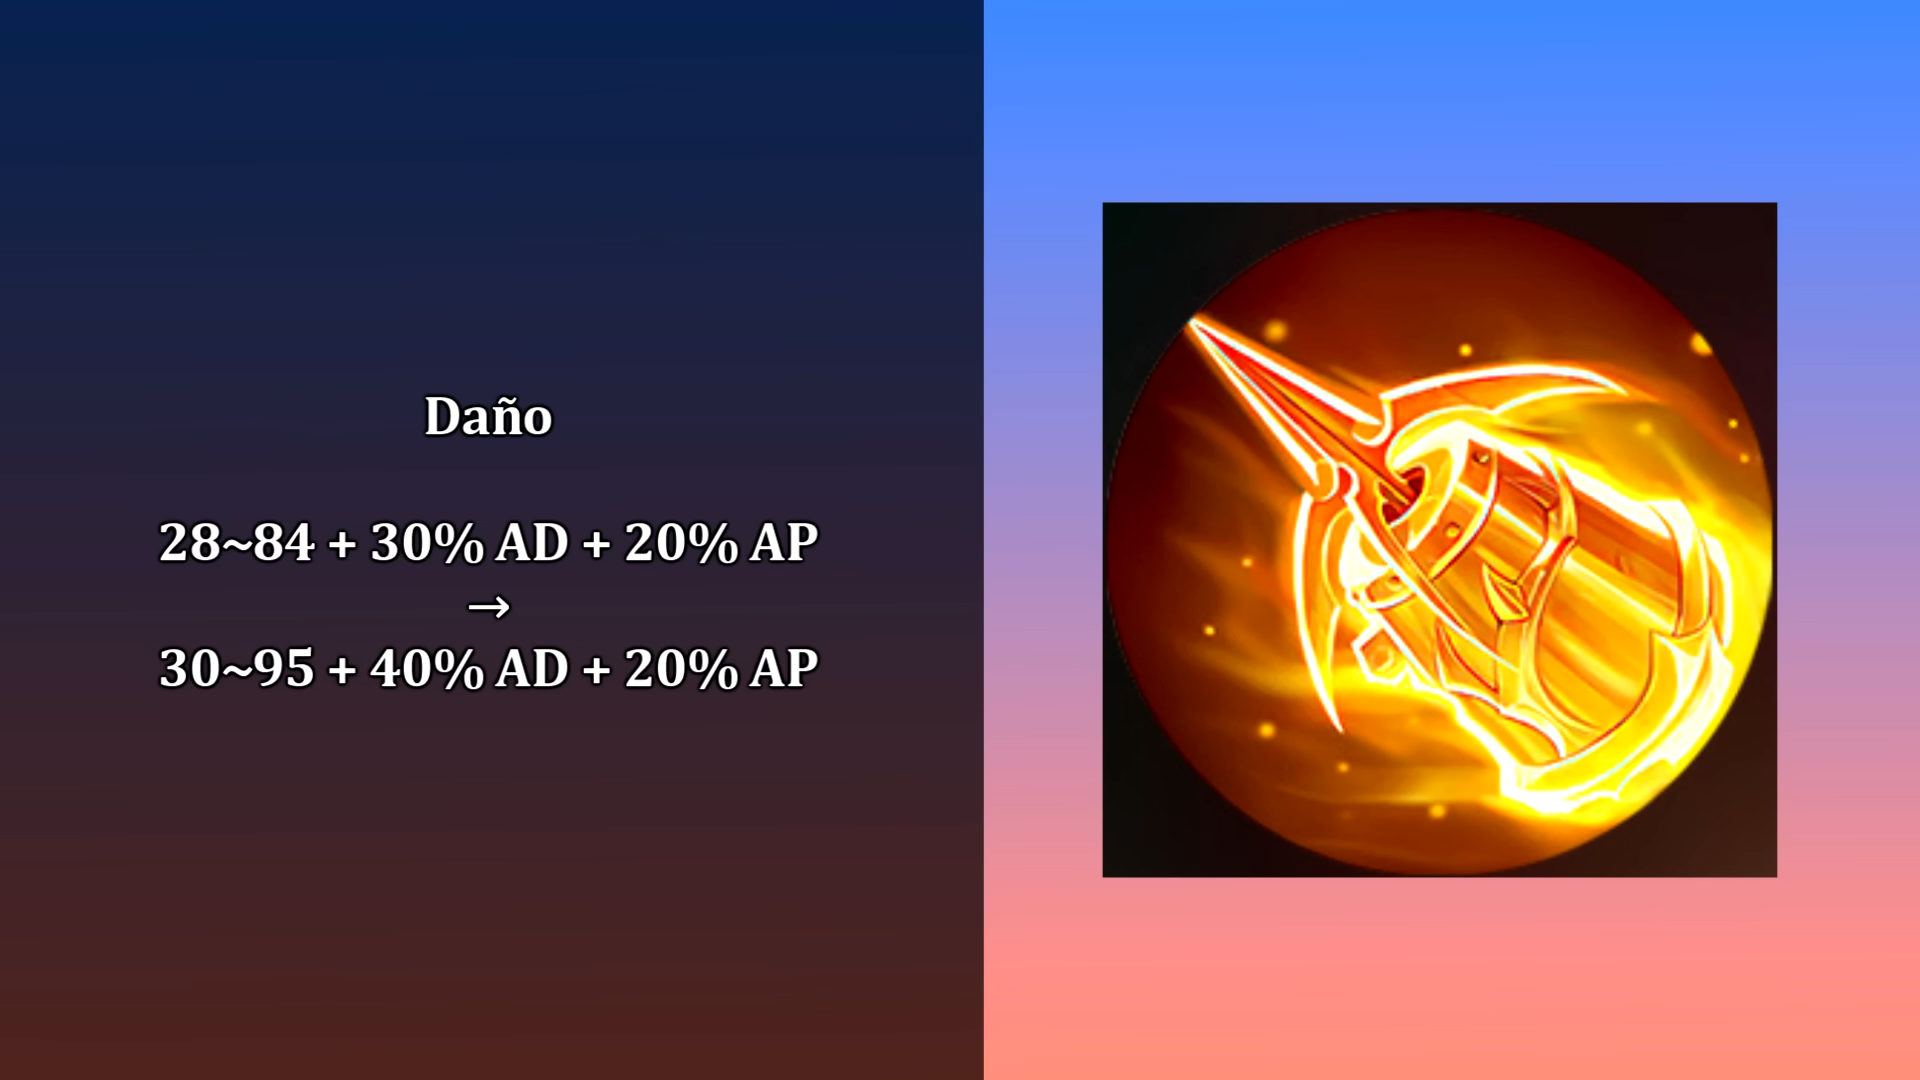 Daño
28~84 + 30% AD + 20% AP
→
30~95 + 40% AD + 20% AP